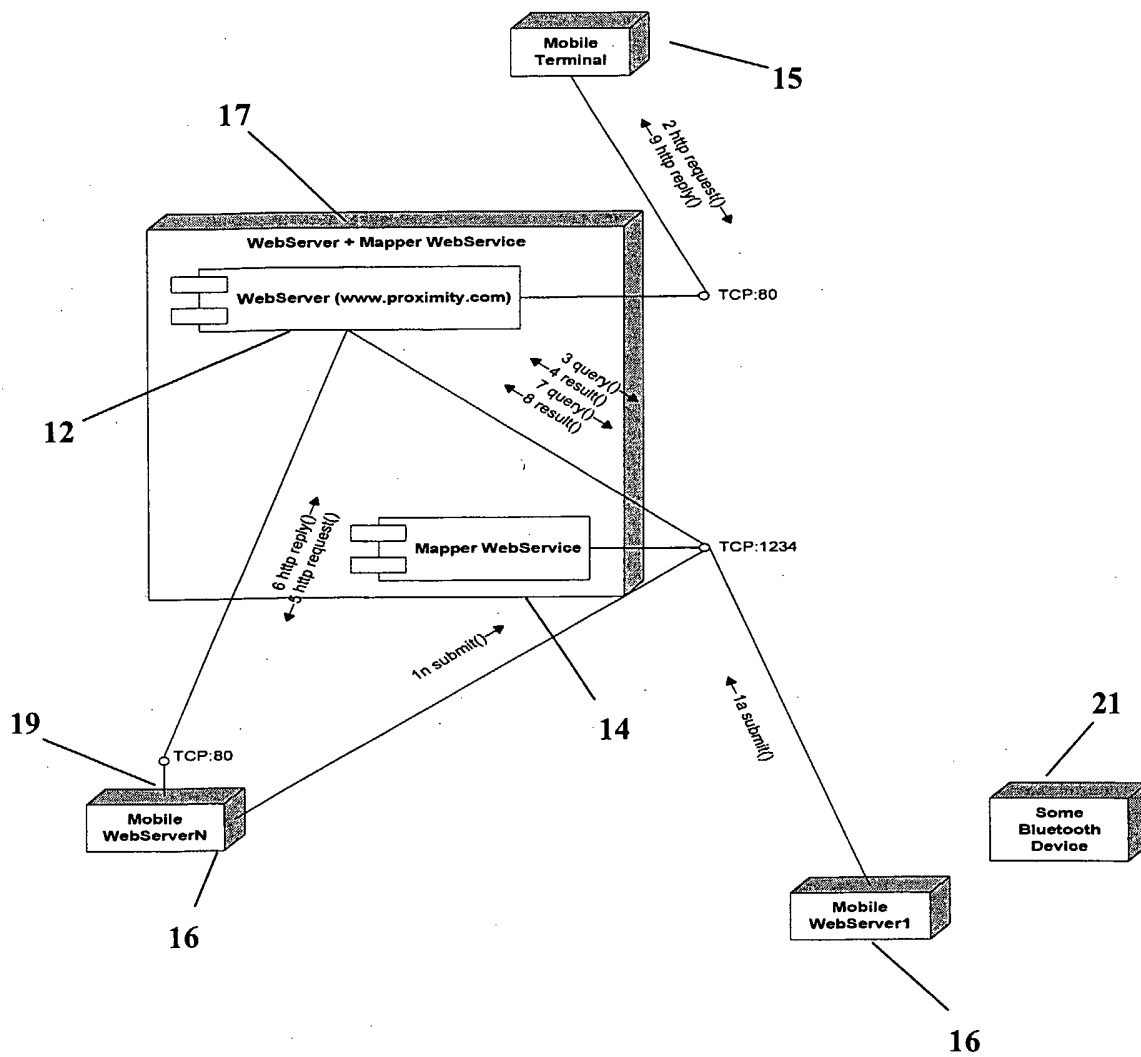 Mobile
Terminal
15
17
2 http request()
9 http reply()
WebServer + Mapper WebService
WebServer (www.proximity.com)
TCP:80
3 query()
4 result()
7 query()
8 result()
12
Mapper WebService
TCP:1234
6 http reply()
5 http request()
1n submit()
14
1a submit()
21
19
TCP:80
Mobile
WebServerN
Some
Bluetooth
Device
16
Mobile
WebServer1
16